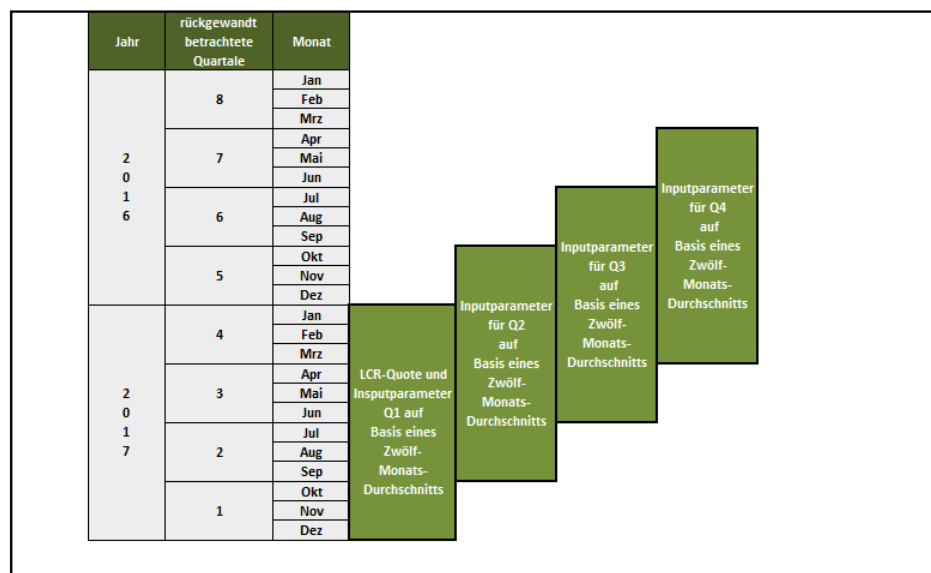 Jahr
rückgewandt
betrachtete
Quartale
Monat
2
0
1
6
8
Jan
Feb
Mrz
7
Apr
Mai
Jun
6
Jul
Aug
Sep
5
Okt
Nov
Dez
2
0
1
7
4
Jan
Feb
Mrz
3
Apr
Mai
Jun
2
Jul
Aug
Sep
1
Okt
Nov
Dez
LCR-Quote und
Insputparameter
Q1 auf
Basis eines
Zwölf-
Monats-
Durchschnitts
Inputparameter
für Q2
auf
Basis eines
Zwölf-
Monats-
Durchschnitts
Inputparameter
für Q3
auf
Basis eines
Zwölf-
Monats-
Durchschnitts
Inputparameter
für Q4
auf
Basis eines
Zwölf-
Monats-
Durchschnitts